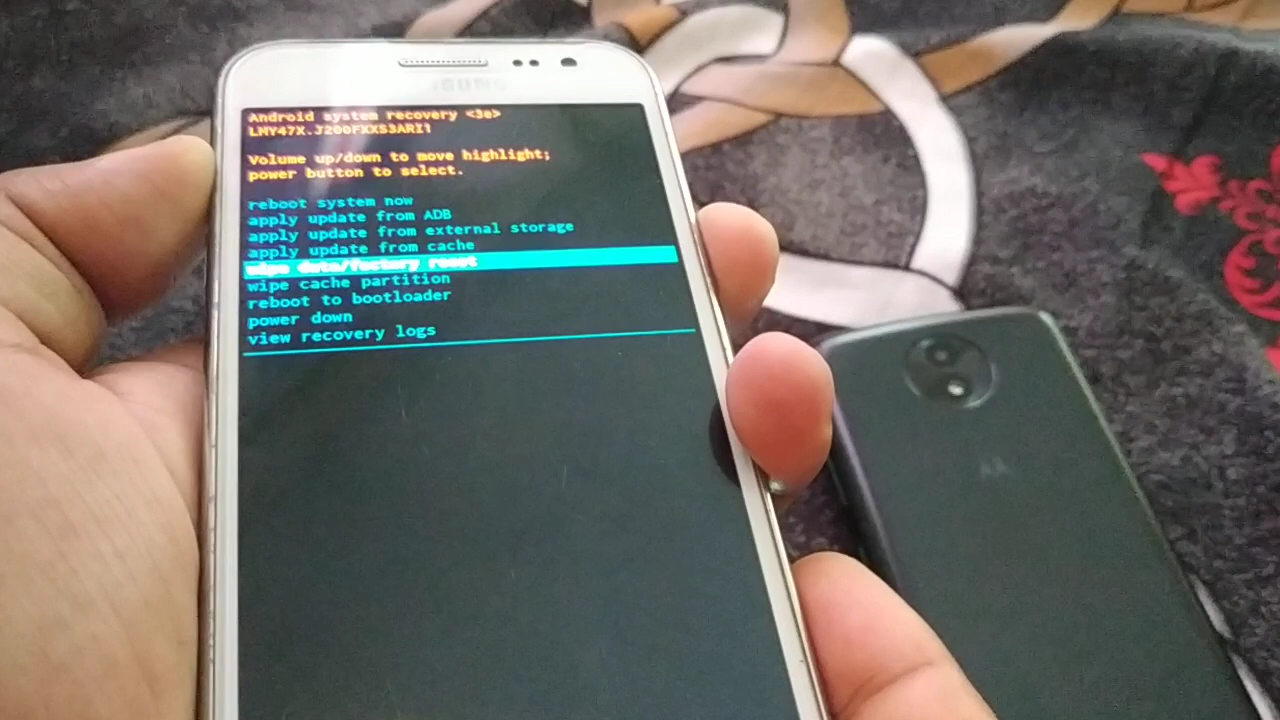 SAMSUNG
Android system recovery <3e>
LMY47X.J200FXXS3ARI1
Volume up/down to move highlight;
power button to select.
reboot system now
apply update from ADB
apply update from external storage
apply update from cache
wipe data/factory reset
wipe cache partition
reboot to bootloader
power down
view recovery logs